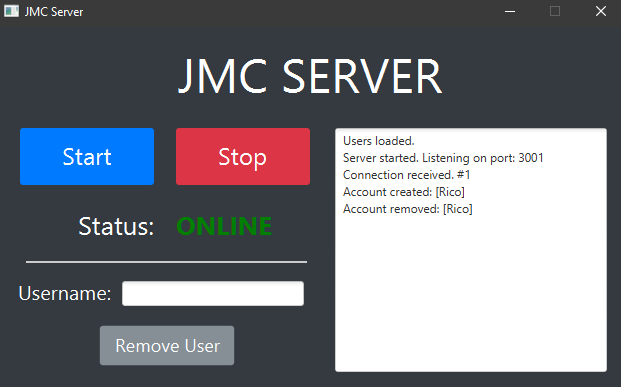 JMC Server
JMC SERVER
Start
Stop
Status: ONLINE
Username:
Remove User
Users loaded.
Server started. Listening on port: 3001
Connection received. #1
Account created: [Rico]
Account removed: [Rico]